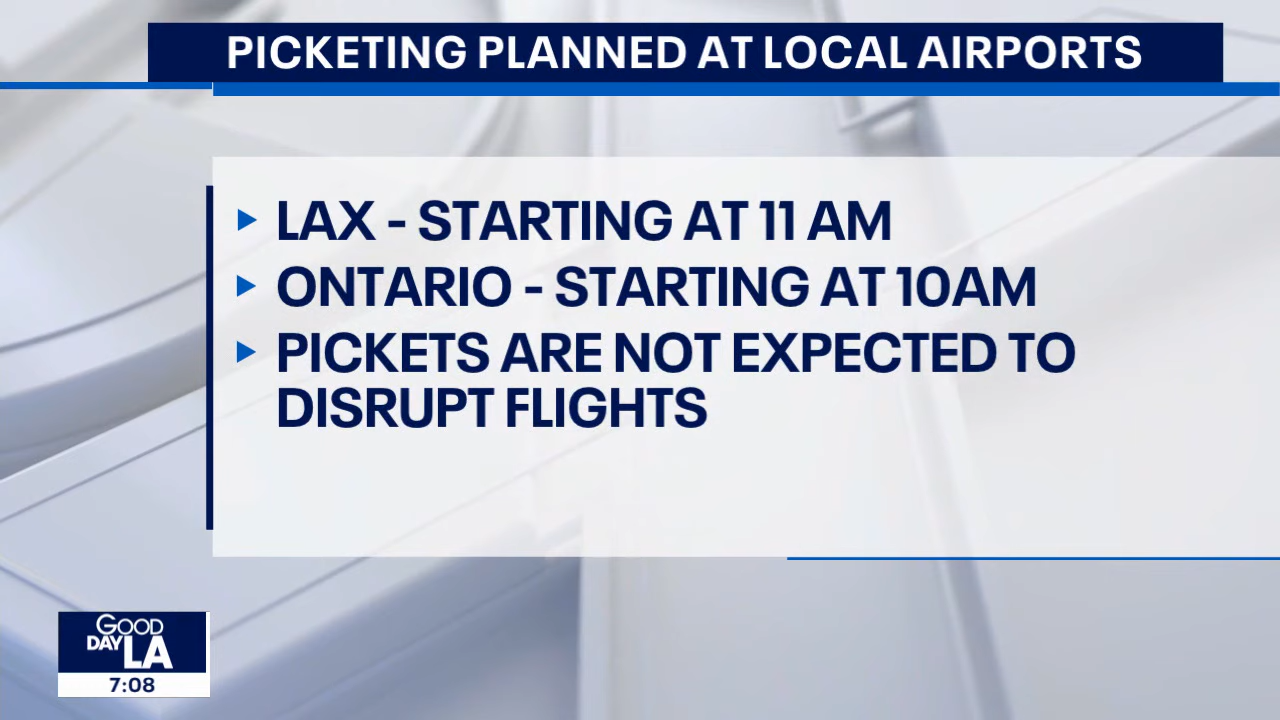 PICKETING PLANNED AT LOCAL AIRPORTS
LAX - STARTING AT 11 AM
ONTARIO - STARTING AT 10AM
PICKETS ARE NOT EXPECTED TO
DISRUPT FLIGHTS
GOOD
DAY LA
7:08